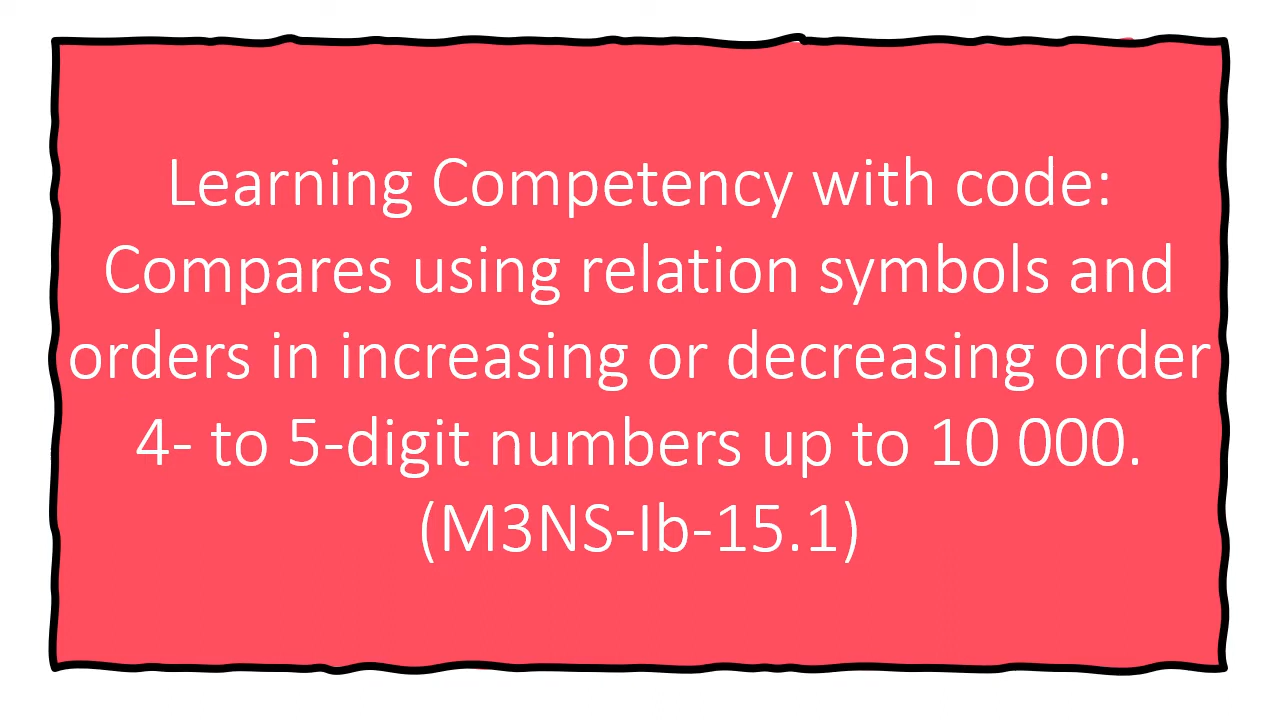 Learning Competency with code:
Compares using relation symbols and
orders in increasing or decreasing order
4- to 5-digit numbers up to 10 000.
(M3NS-Ib-15.1)